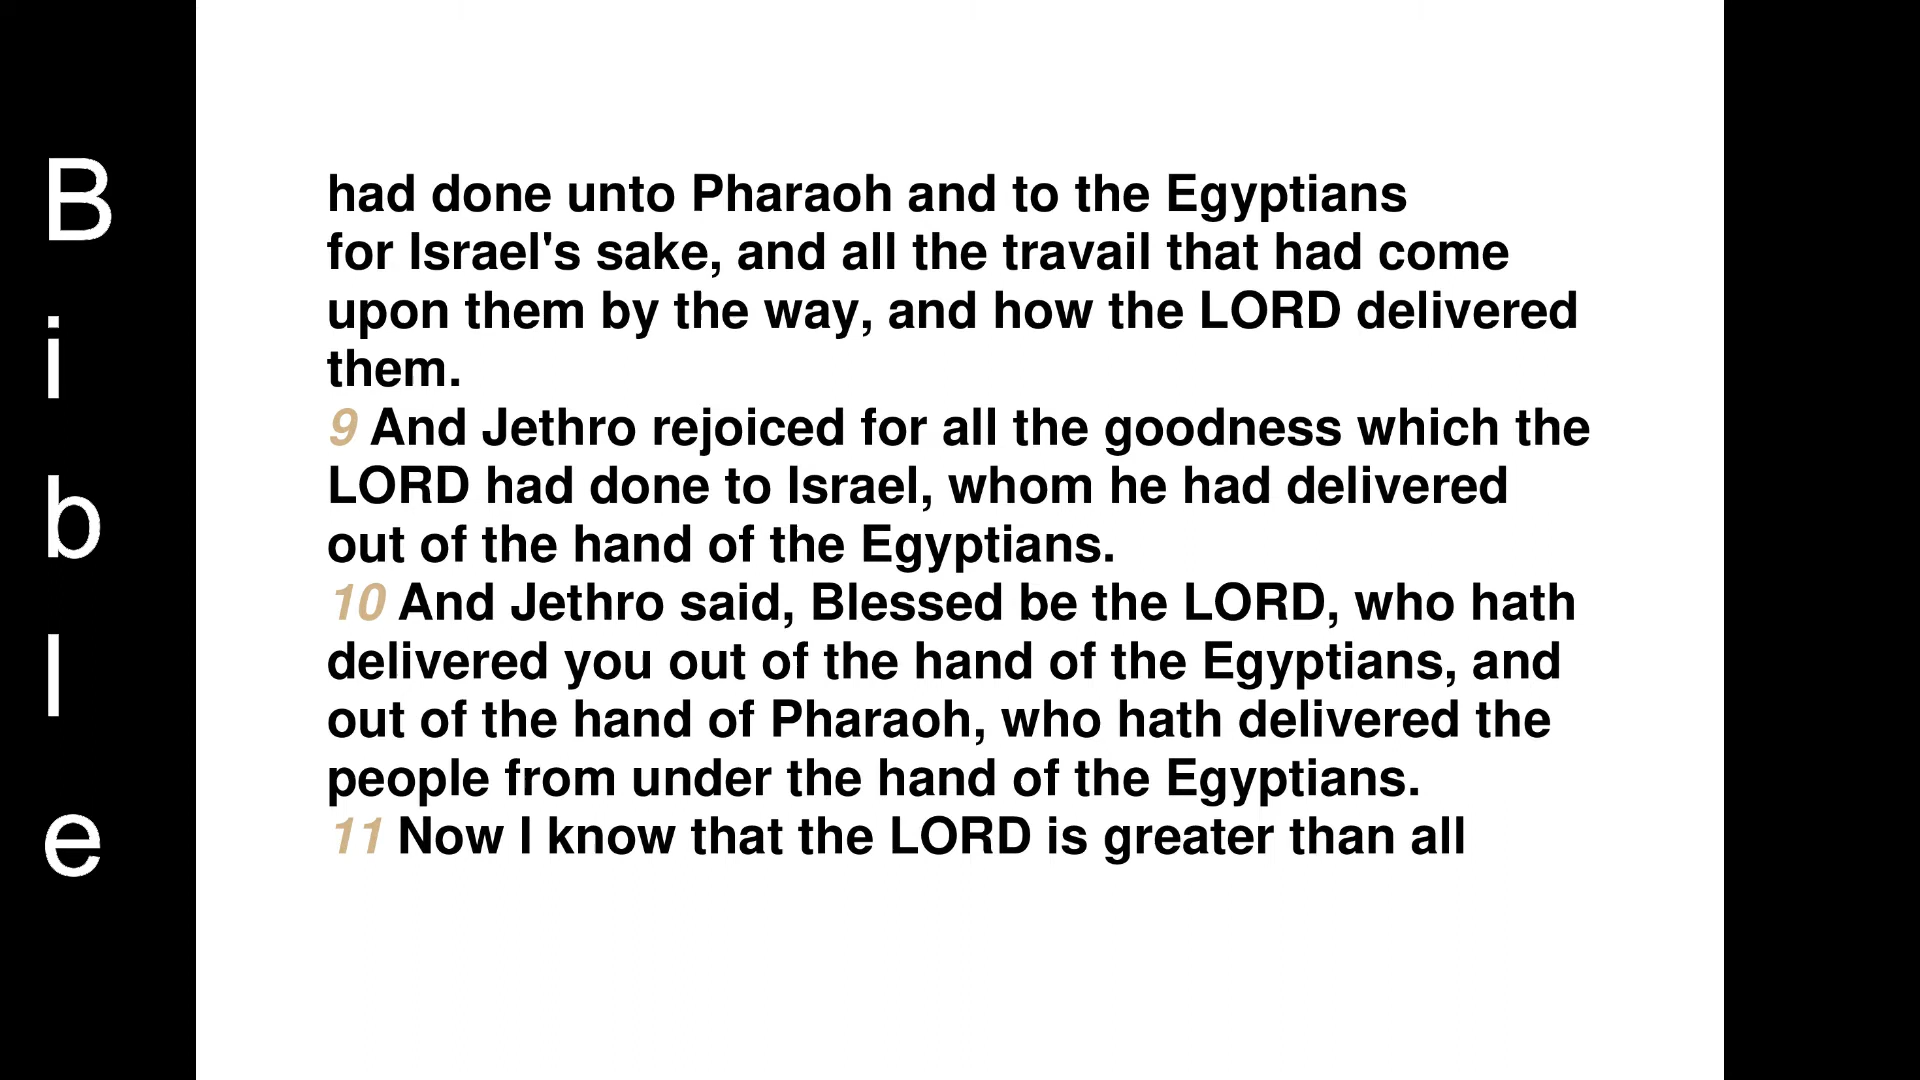 Bible
had done unto Pharaoh and to the Egyptians
for Israel's sake, and all the travail that had come
upon them by the way, and how the LORD delivered
them.
9 And Jethro rejoiced for all the goodness which the
LORD had done to Israel, whom he had delivered
out of the hand of the Egyptians.
10 And Jethro said, Blessed be the LORD, who hath
delivered you out of the hand of the Egyptians, and
out of the hand of Pharaoh, who hath delivered the
people from under the hand of the Egyptians.
11 Now I know that the LORD is greater than all